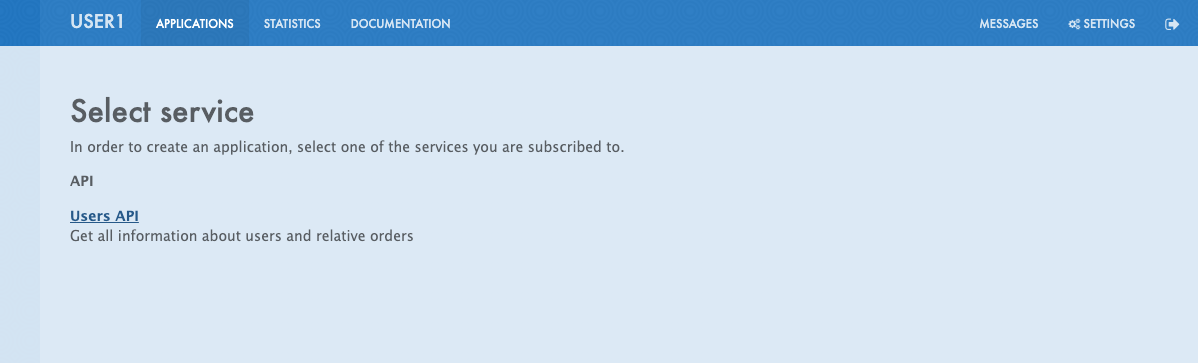 USER1 APPLICATIONS STATISTICS DOCUMENTATION MESSAGES SETTINGS
Select service
In order to create an application, select one of the services you are subscribed to.
API
Users API
Get all information about users and relative orders